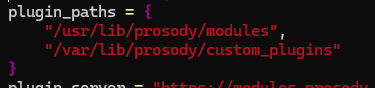 plugin_paths = {
    "/usr/lib/prosody/modules",
    "/var/lib/prosody/custom_plugins"
}
plugin_server = "https://modules.prosody